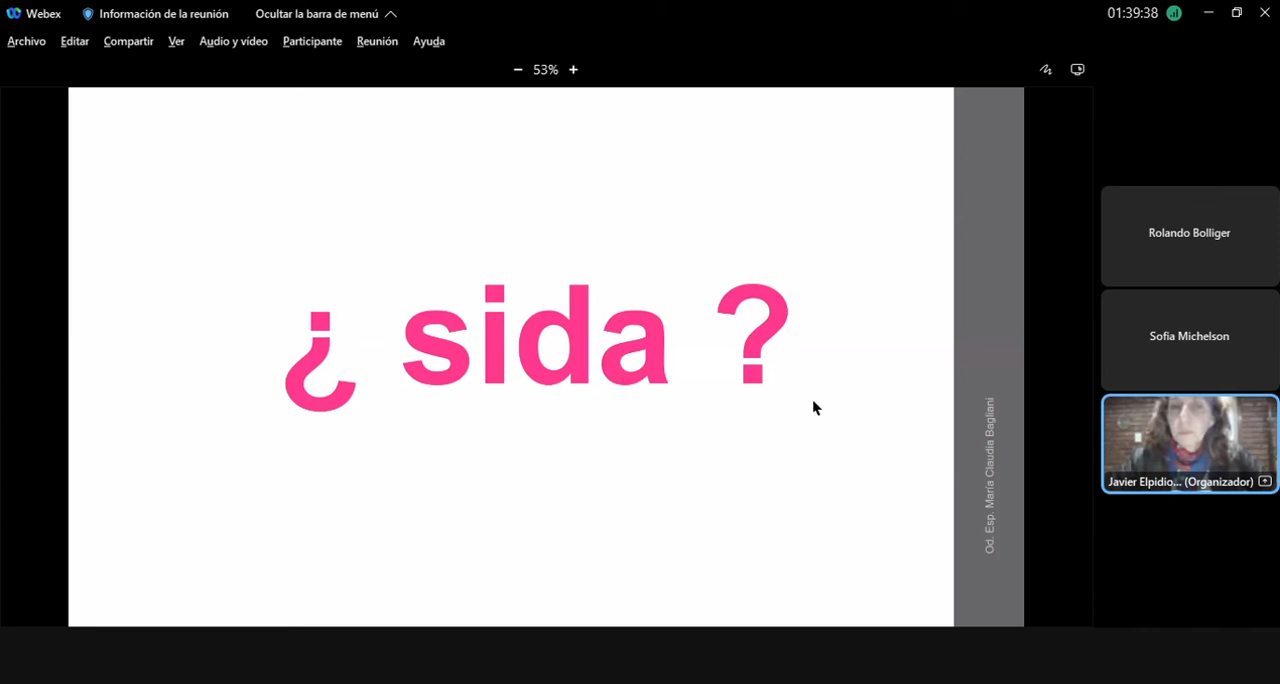 Webex Información de la reunión Ocultar la barra de menú 01:39:38
Archivo Editar Compartir Ver Audio y vídeo Participante Reunión Ayuda
− 53% +
¿ sida ?
Od. Esp. María Claudia Bagliani
Rolando Bolliger
Sofia Michelson
Javier Elpidio... (Organizador)